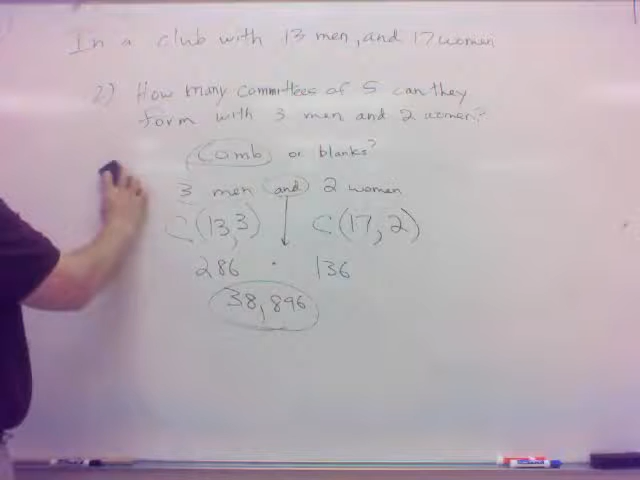 In a club with 13 men, and 17 women
2) How many committees of 5 can they
form with 3 men and 2 women?
Comb or blanks?
3 men and 2 women
C(13,3) C(17,2)
286 · 136
38,896